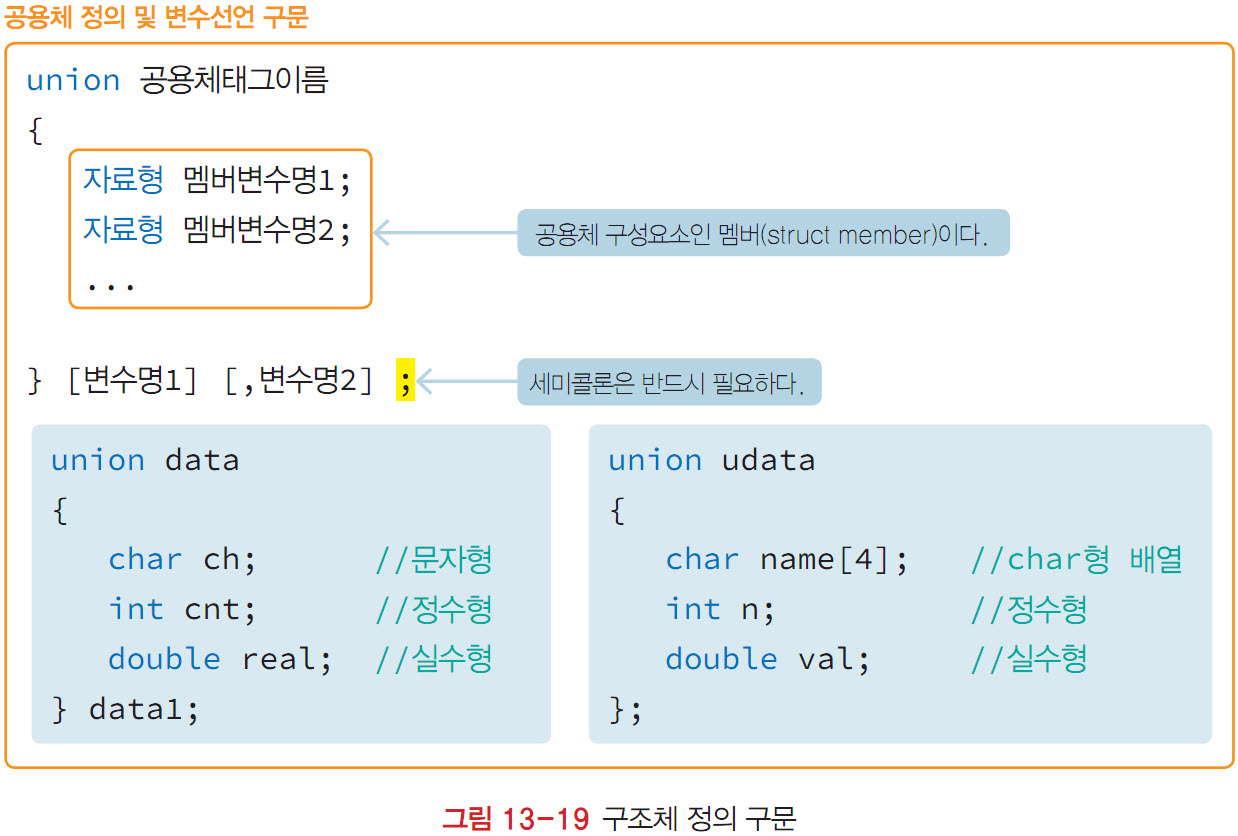 공용체 정의 및 변수선언 구문
union 공용체태그이름
{
자료형 멤버변수명1;
자료형 멤버변수명2;
공용체 구성요소인 멤버(struct member)이다.
...
} [변수명1] [,변수명2] ;
세미콜론은 반드시 필요하다.
union data
{
char ch; //문자형
int cnt; //정수형
double real; //실수형
} data1;
union udata
{
char name[4]; //char형 배열
int n; //정수형
double val; //실수형
};
그림 13-19 구조체 정의 구문